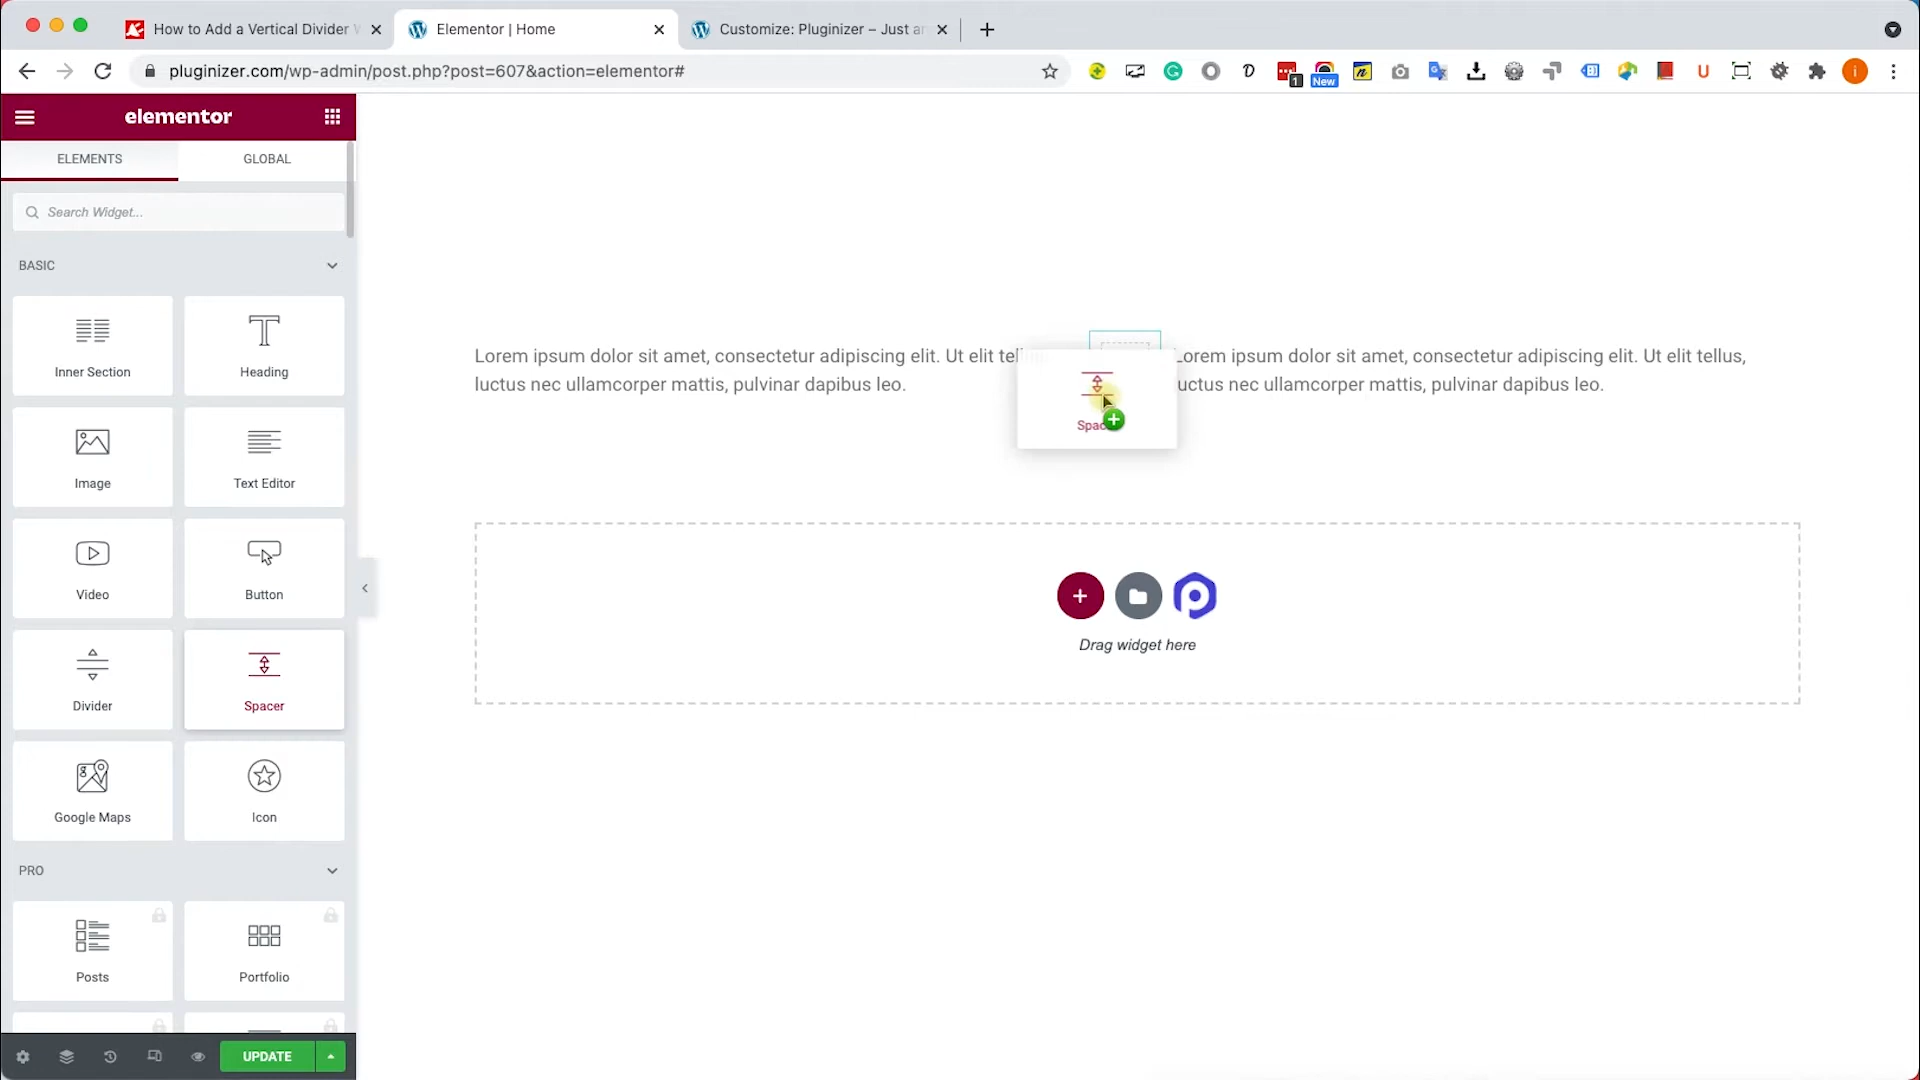 How to Add a Vertical Divider
Elementor | Home
Customize: Pluginizer – Just an
pluginizer.com/wp-admin/post.php?post=607&action=elementor#
1
New
elementor
ELEMENTS
GLOBAL
Search Widget...
BASIC
Inner Section
Heading
Image
Text Editor
Video
Button
Divider
Spacer
Google Maps
Icon
PRO
Posts
Portfolio
UPDATE
Lorem ipsum dolor sit amet, consectetur adipiscing elit. Ut elit
luctus nec ullamcorper mattis, pulvinar dapibus leo.
Lorem ipsum dolor sit amet, consectetur adipiscing elit. Ut elit tellus,
luctus nec ullamcorper mattis, pulvinar dapibus leo.
Drag widget here